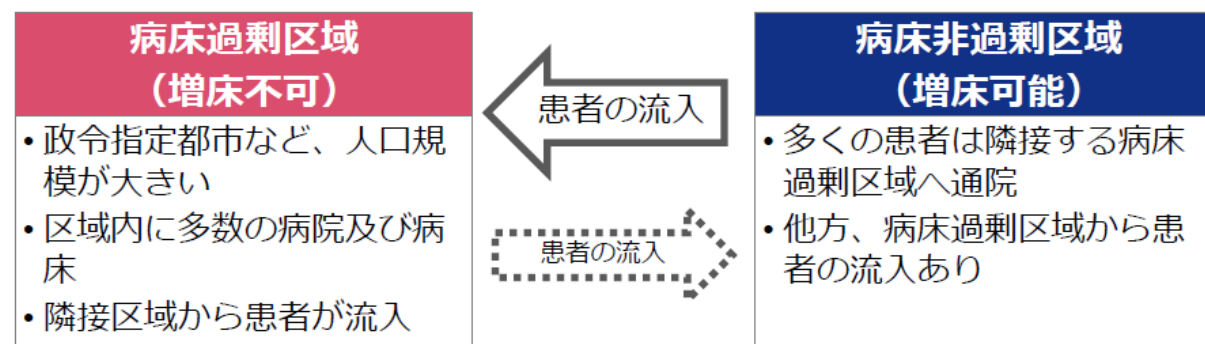 病床過剰区域
（増床不可）
• 政令指定都市など、人口規
模が大きい
• 区域内に多数の病院及び病
床
• 隣接区域から患者が流入
患者の流入
患者の流入
病床非過剰区域
（増床可能）
• 多くの患者は隣接する病床
過剰区域へ通院
• 他方、病床過剰区域から患
者の流入あり